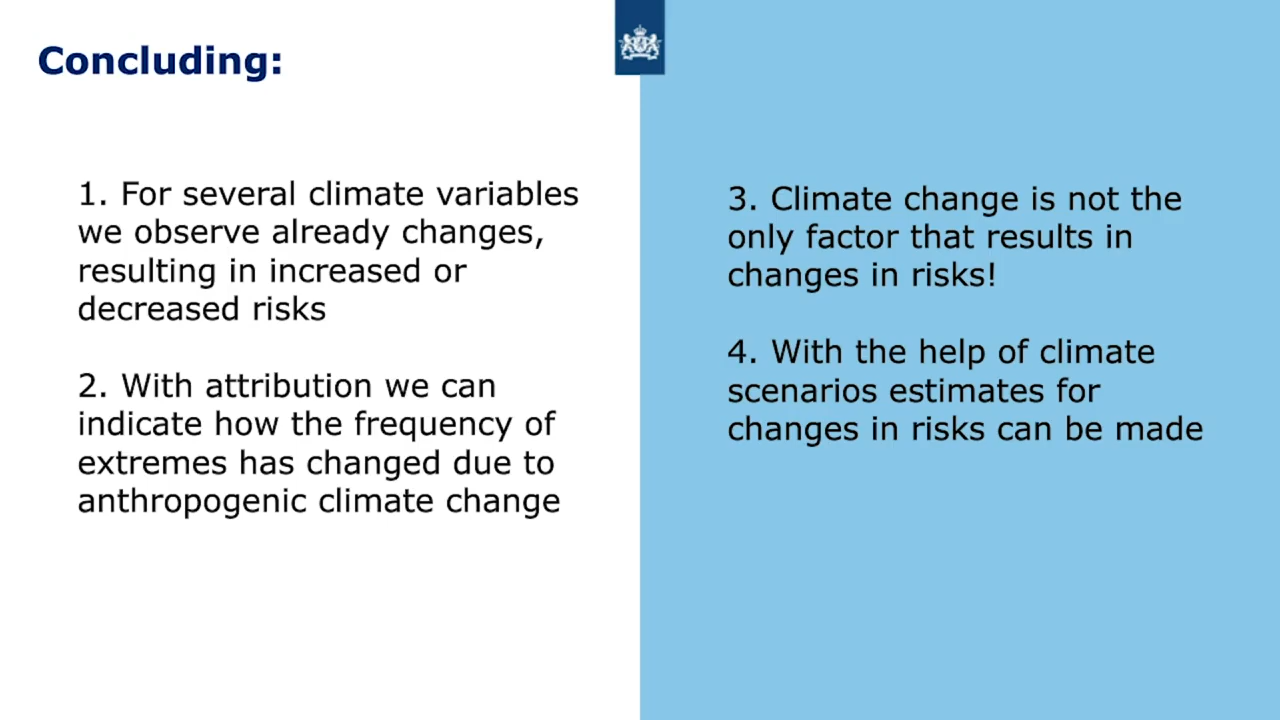 Concluding:
1. For several climate variables
we observe already changes,
resulting in increased or
decreased risks
2. With attribution we can
indicate how the frequency of
extremes has changed due to
anthropogenic climate change
3. Climate change is not the
only factor that results in
changes in risks!
4. With the help of climate
scenarios estimates for
changes in risks can be made